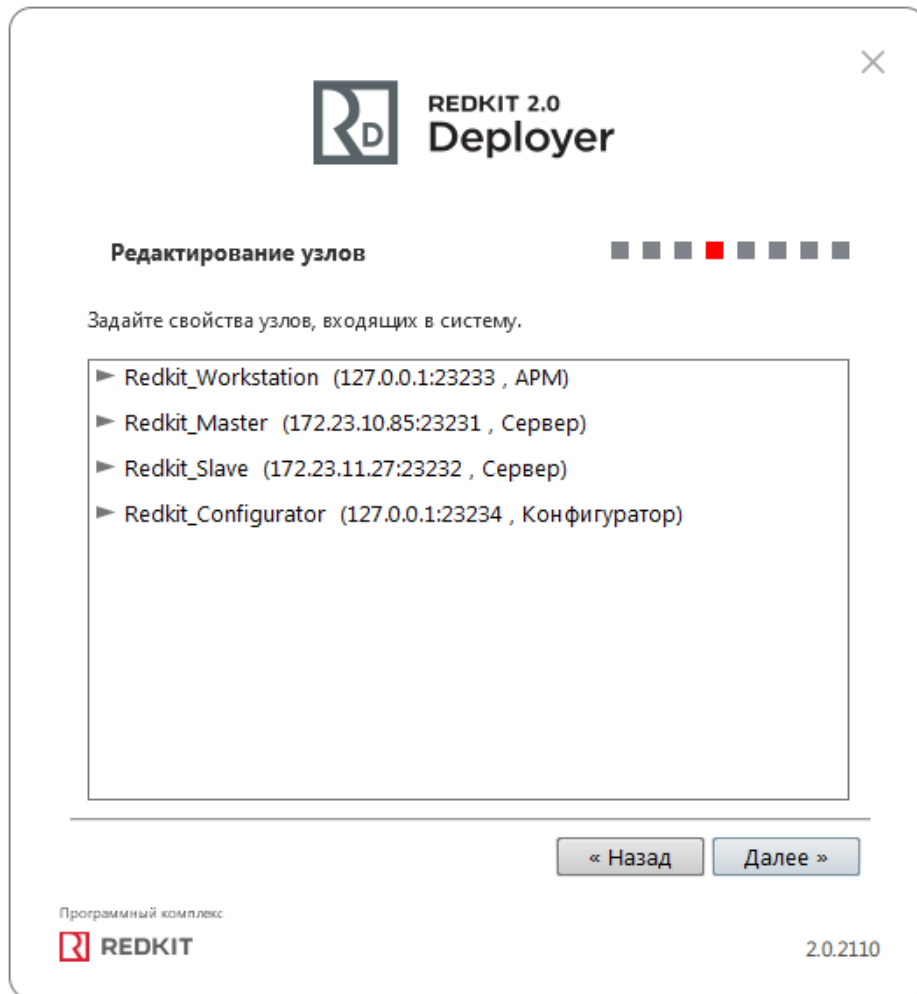 REDKIT 2.0
Deployer
Редактирование узлов
Задайте свойства узлов, входящих в систему.
Redkit_Workstation (127.0.0.1:23233 , АРМ)
Redkit_Master (172.23.10.85:23231 , Сервер)
Redkit_Slave (172.23.11.27:23232 , Сервер)
Redkit_Configurator (127.0.0.1:23234 , Конфигуратор)
« Назад
Далее »
Программный комплекс
REDKIT
2.0.2110